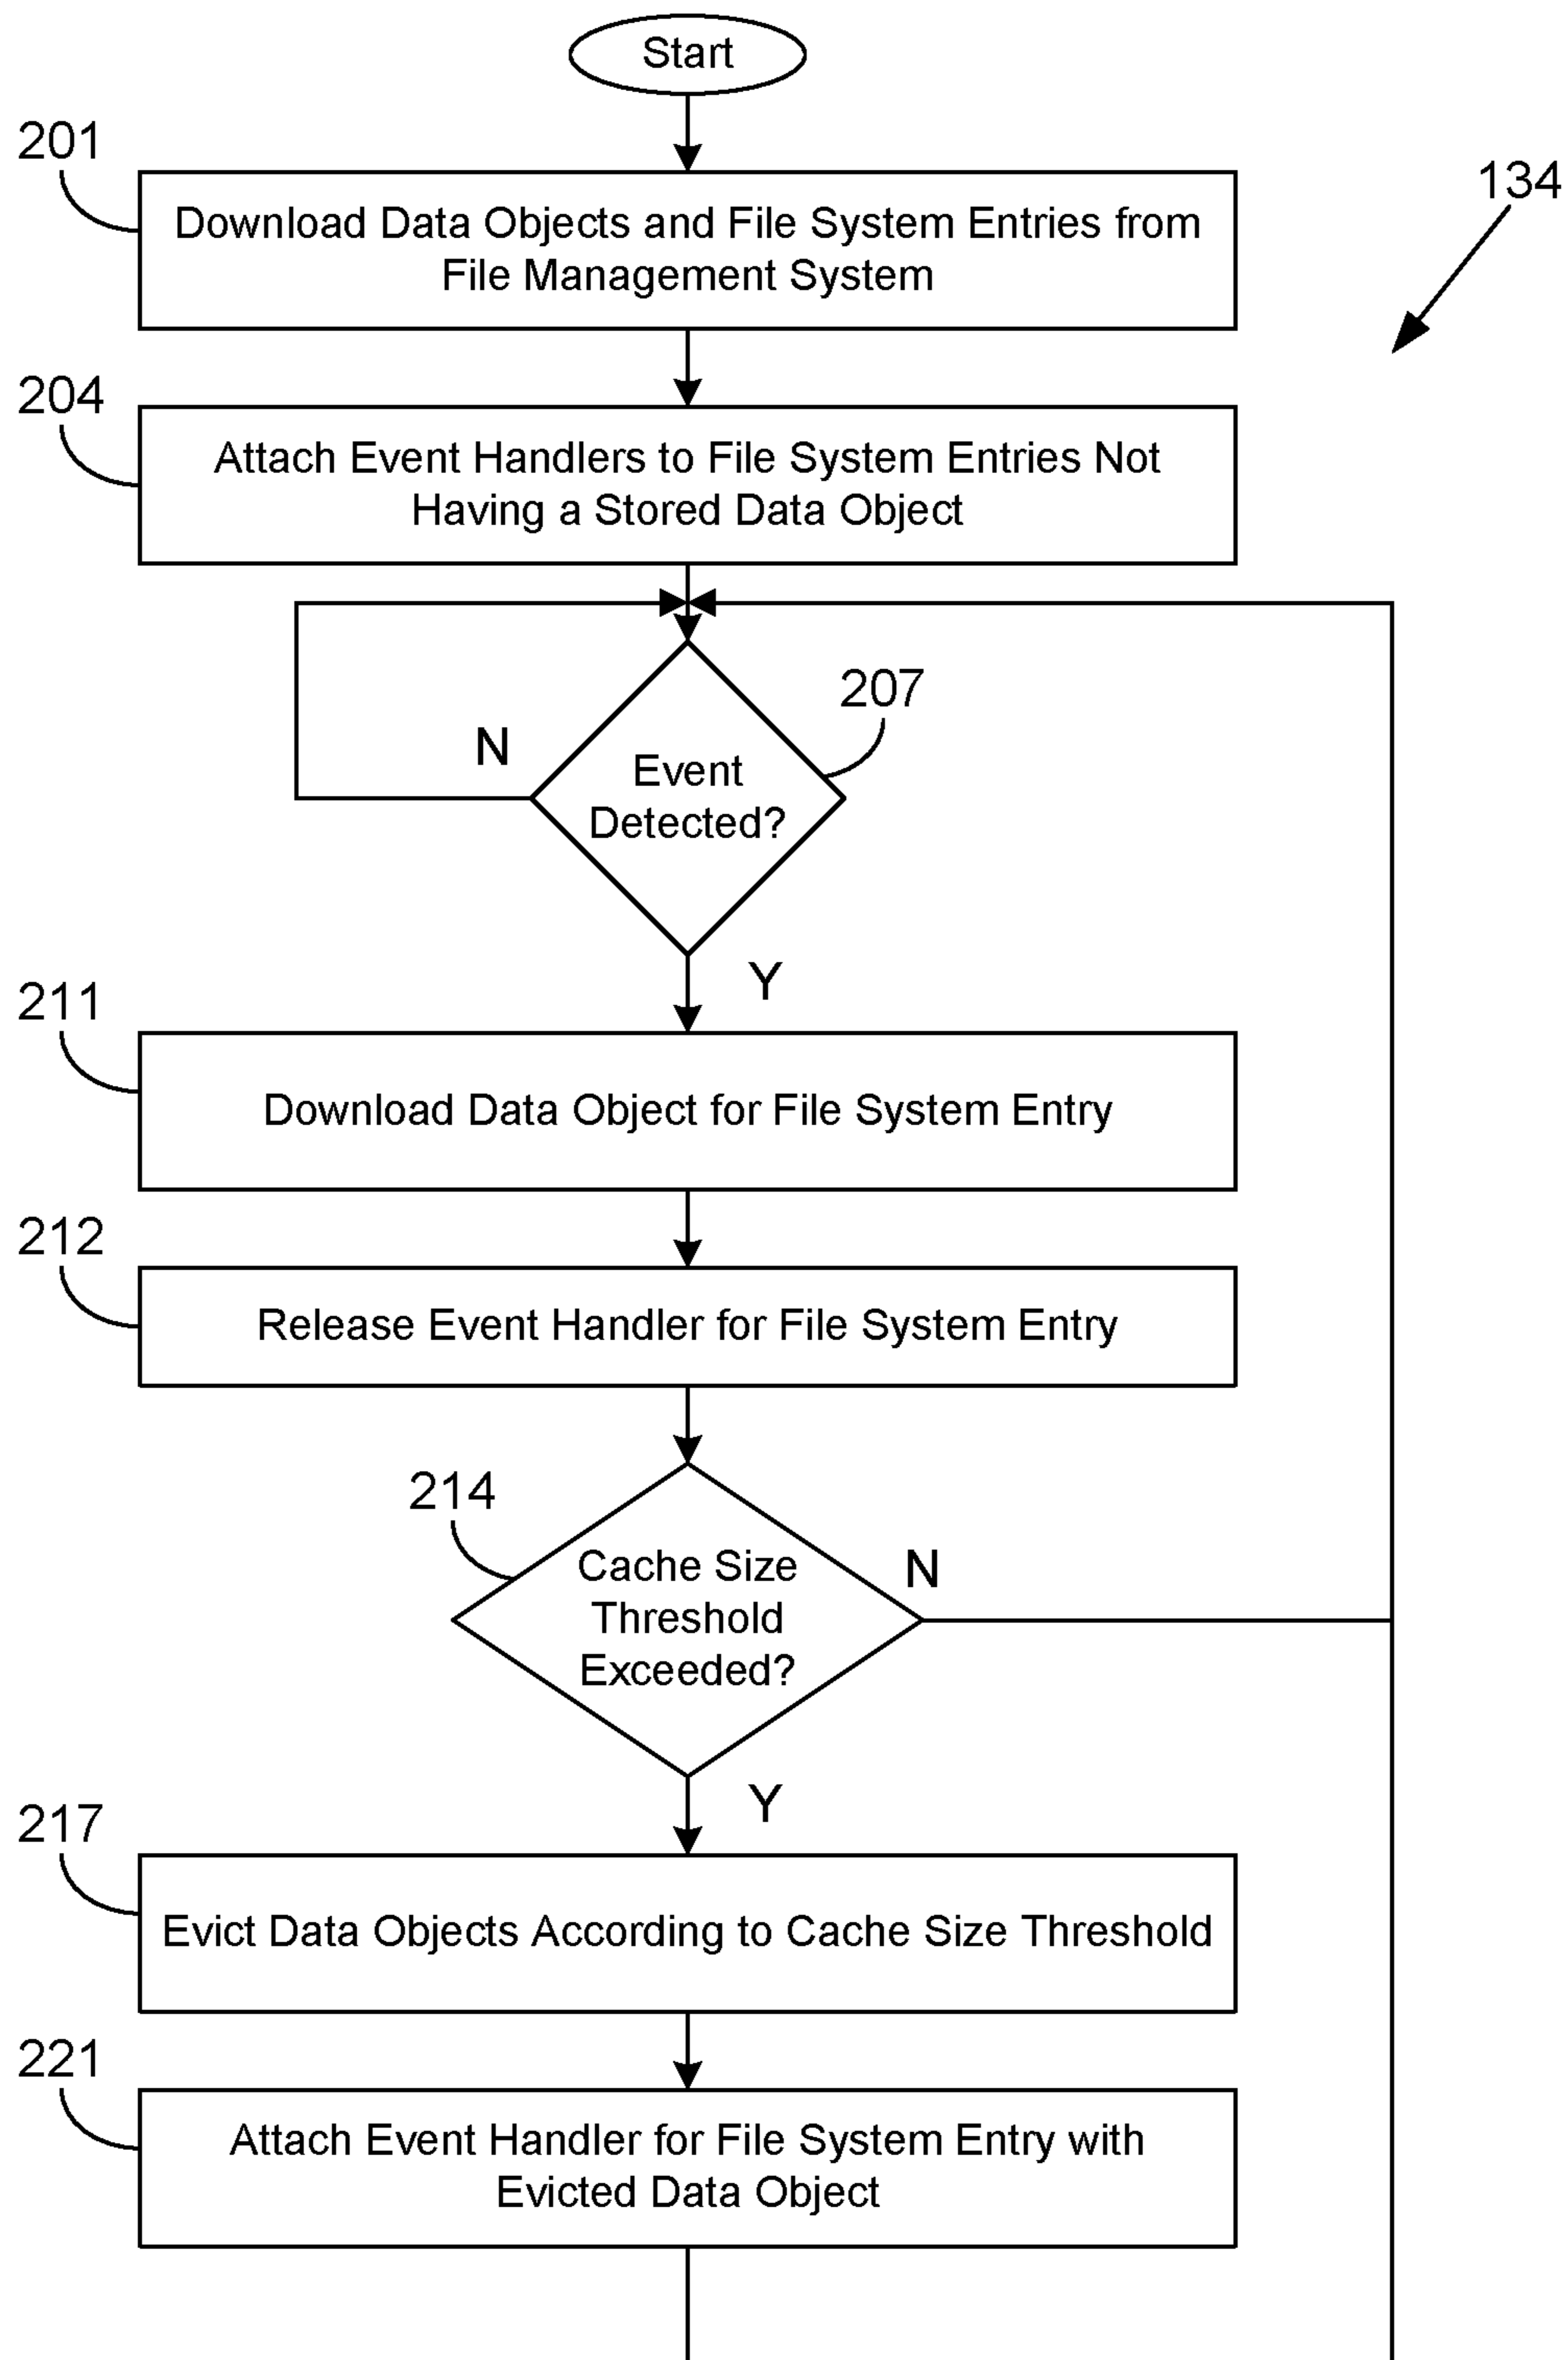 Start
201
134
Download Data Objects and File System Entries from
File Management System
204
Attach Event Handlers to File System Entries Not
Having a Stored Data Object
207
N
Event
Detected?
Y
211
Download Data Object for File System Entry
212
Release Event Handler for File System Entry
214
N
Cache Size
Threshold
Exceeded?
Y
217
Evict Data Objects According to Cache Size Threshold
221
Attach Event Handler for File System Entry with
Evicted Data Object